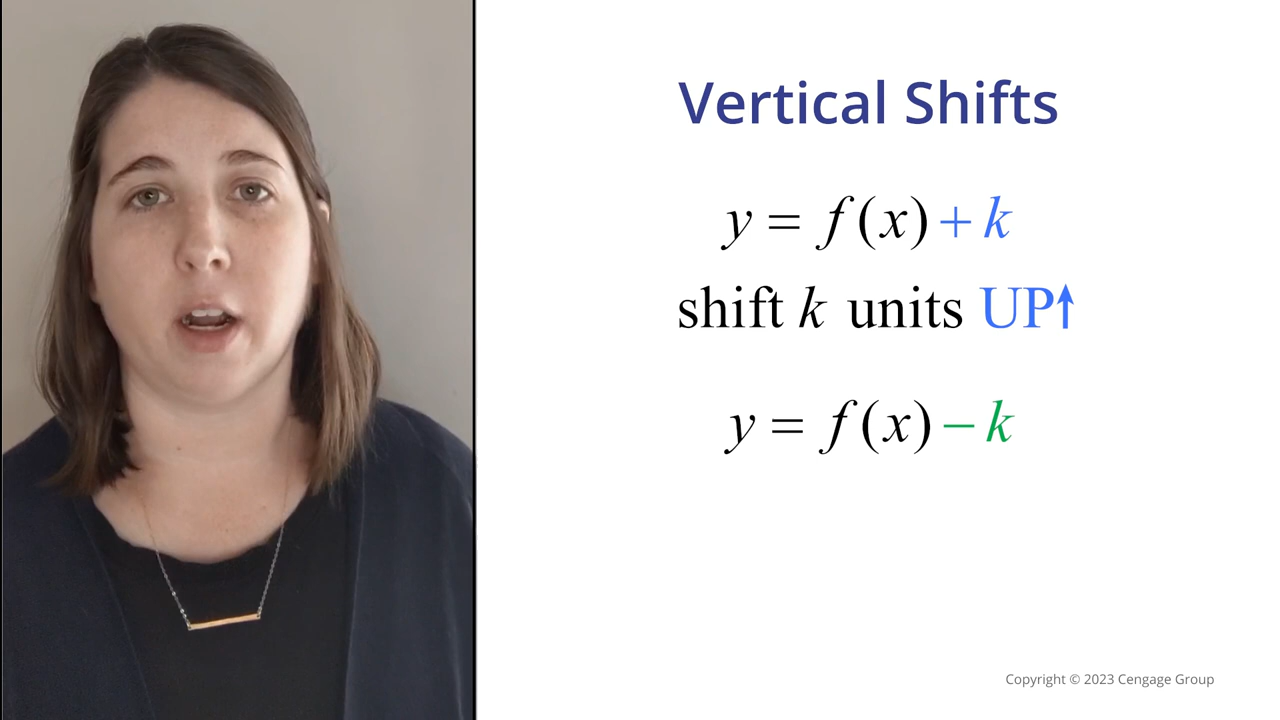 Vertical Shifts
y = f(x) + k
shift k units UP↑
y = f(x) − k
Copyright © 2023 Cengage Group